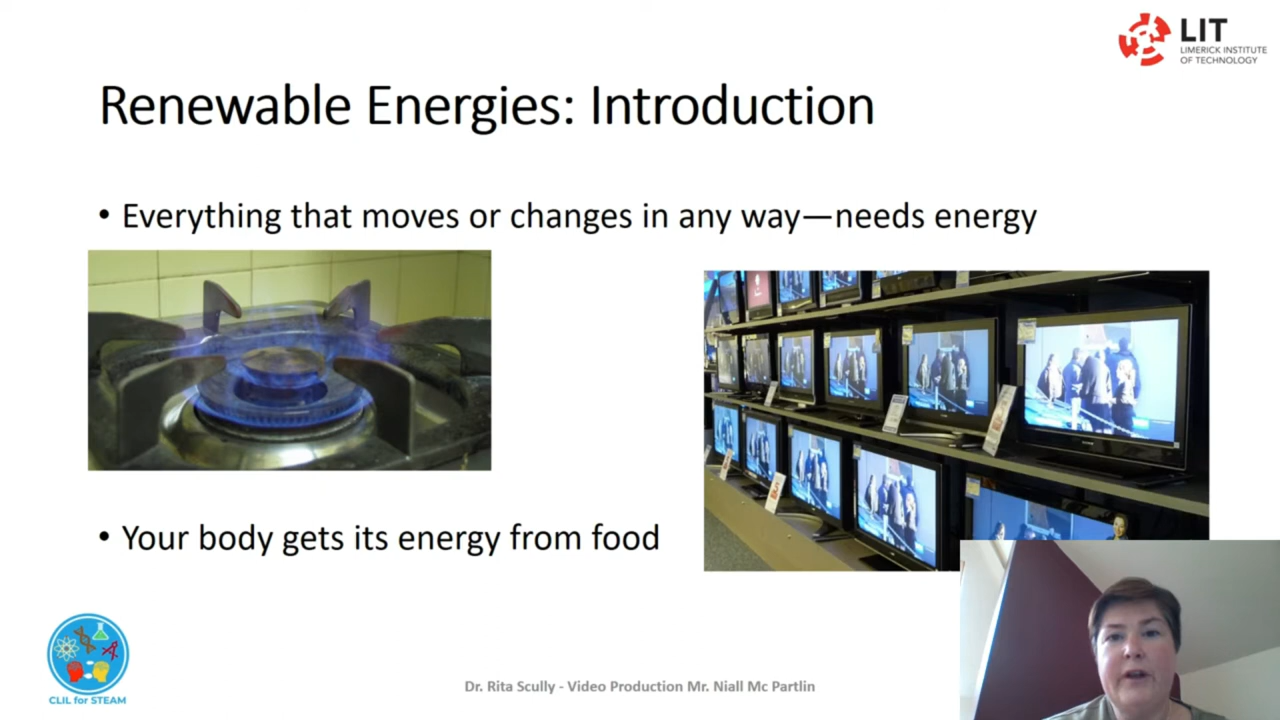 LIT
LIMERICK INSTITUTE
OF TECHNOLOGY
Renewable Energies: Introduction
• Everything that moves or changes in any way—needs energy
• Your body gets its energy from food
CLIL for STEAM
Dr. Rita Scully - Video Production Mr. Niall Mc Partlin